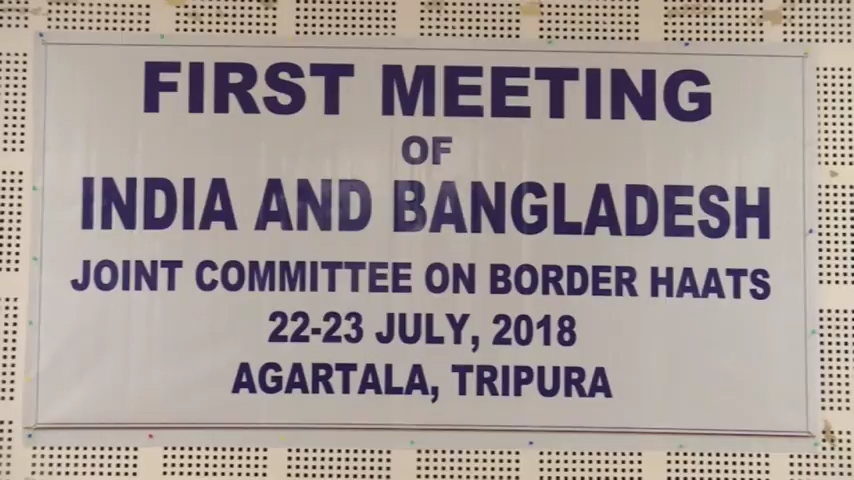 FIRST MEETING
OF
INDIA AND BANGLADESH
JOINT COMMITTEE ON BORDER HAATS
22-23 JULY, 2018
AGARTALA, TRIPURA